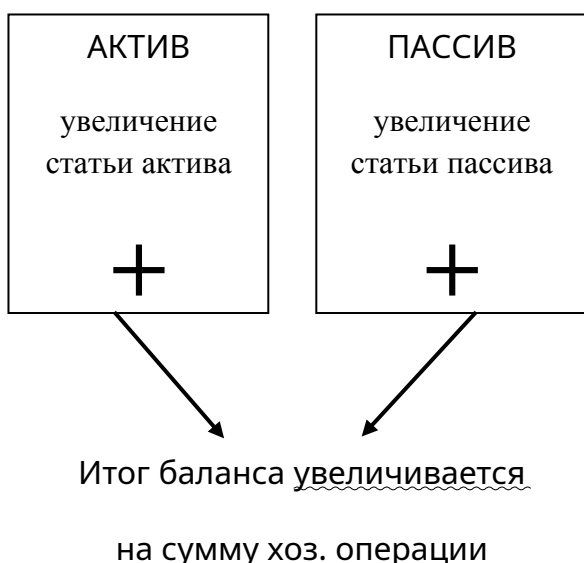 АКТИВ
увеличение
статьи актива
+
ПАССИВ
увеличение
статьи пассива
+
Итог баланса увеличивается
на сумму хоз. операции